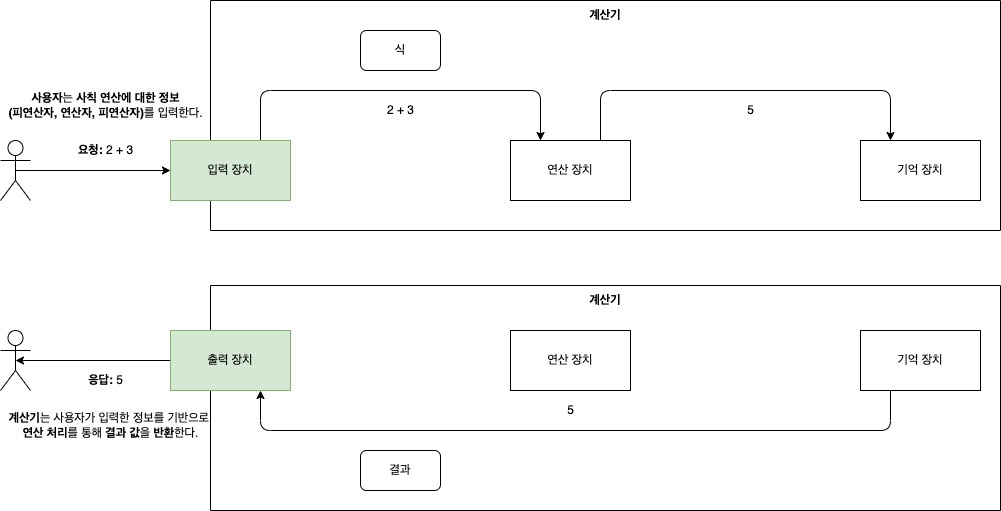 계산기
식
사용자는 사칙 연산에 대한 정보
(피연산자, 연산자, 피연산자)를 입력한다.
2 + 3
5
요청: 2 + 3
입력 장치
연산 장치
기억 장치
계산기
출력 장치
연산 장치
기억 장치
응답: 5
5
계산기는 사용자가 입력한 정보를 기반으로
연산 처리를 통해 결과 값을 반환한다.
결과